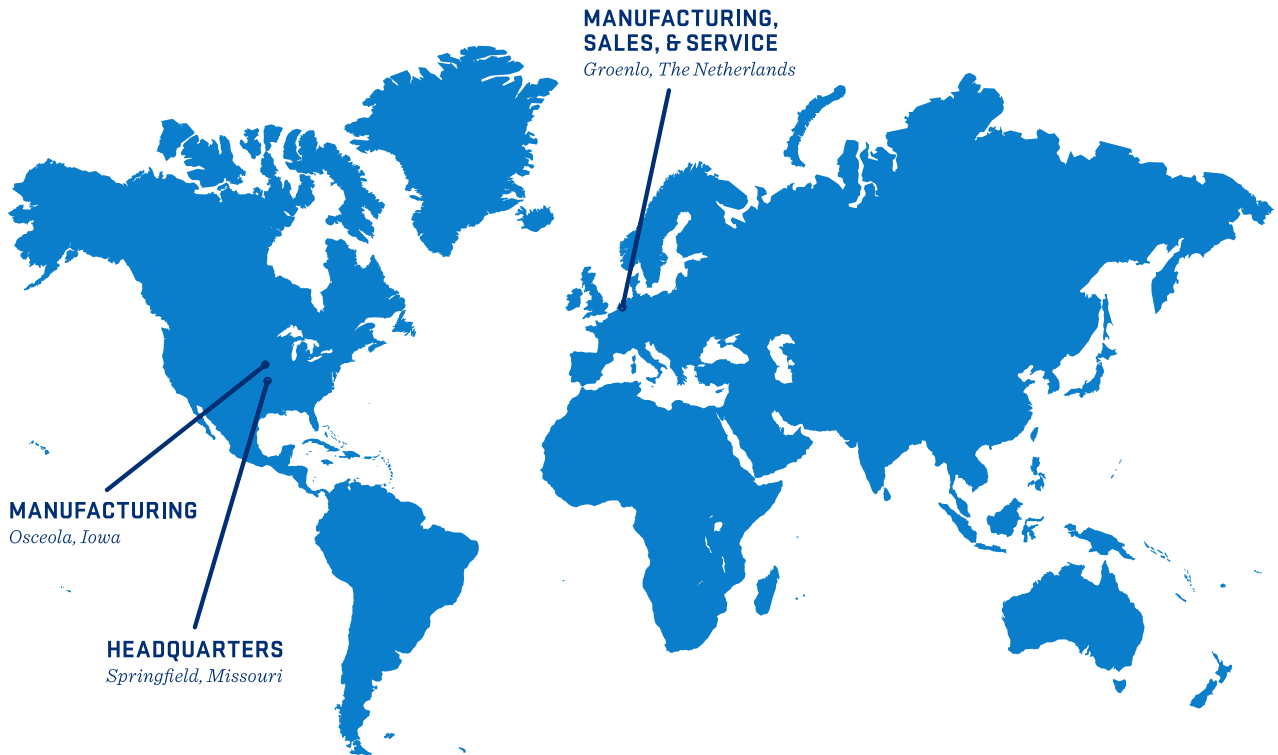 MANUFACTURING,
SALES, & SERVICE
Groenlo, The Netherlands
MANUFACTURING
Osceola, Iowa
HEADQUARTERS
Springfield, Missouri